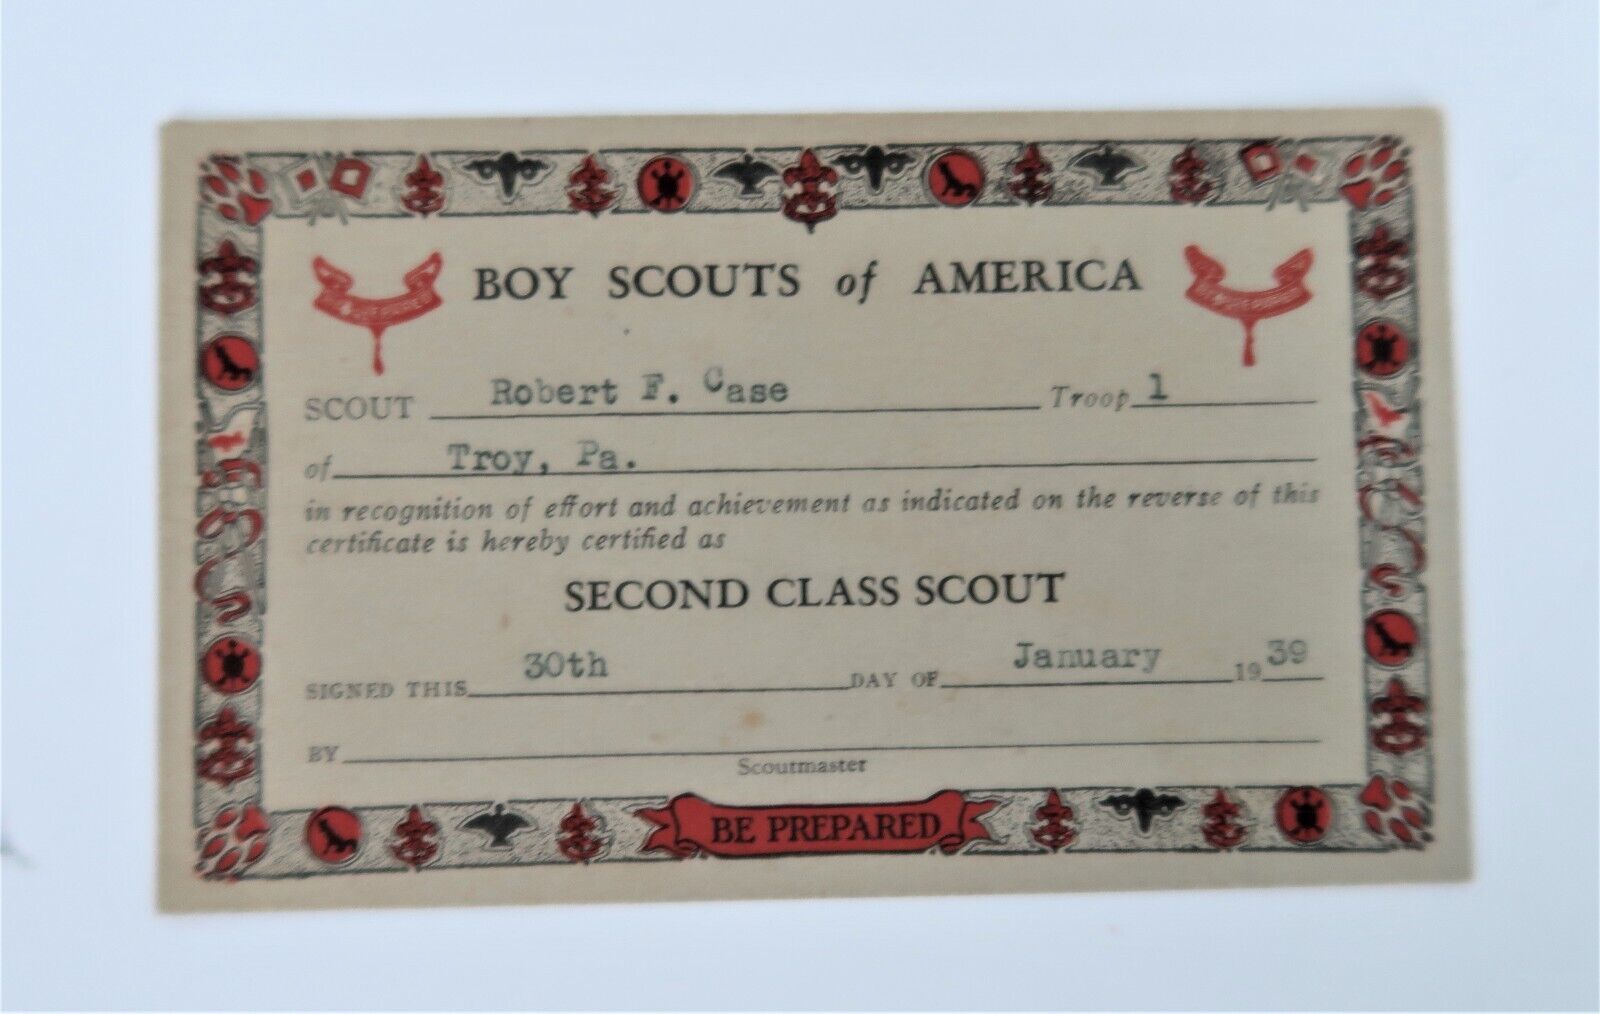 BOY SCOUTS of AMERICA
SCOUT Robert F. Case Troop 1
of Troy, Pa.
in recognition of effort and achievement as indicated on the reverse of this
certificate is hereby certified as
SECOND CLASS SCOUT
SIGNED THIS 30th DAY OF January 1939
BY
Scoutmaster
BE PREPARED